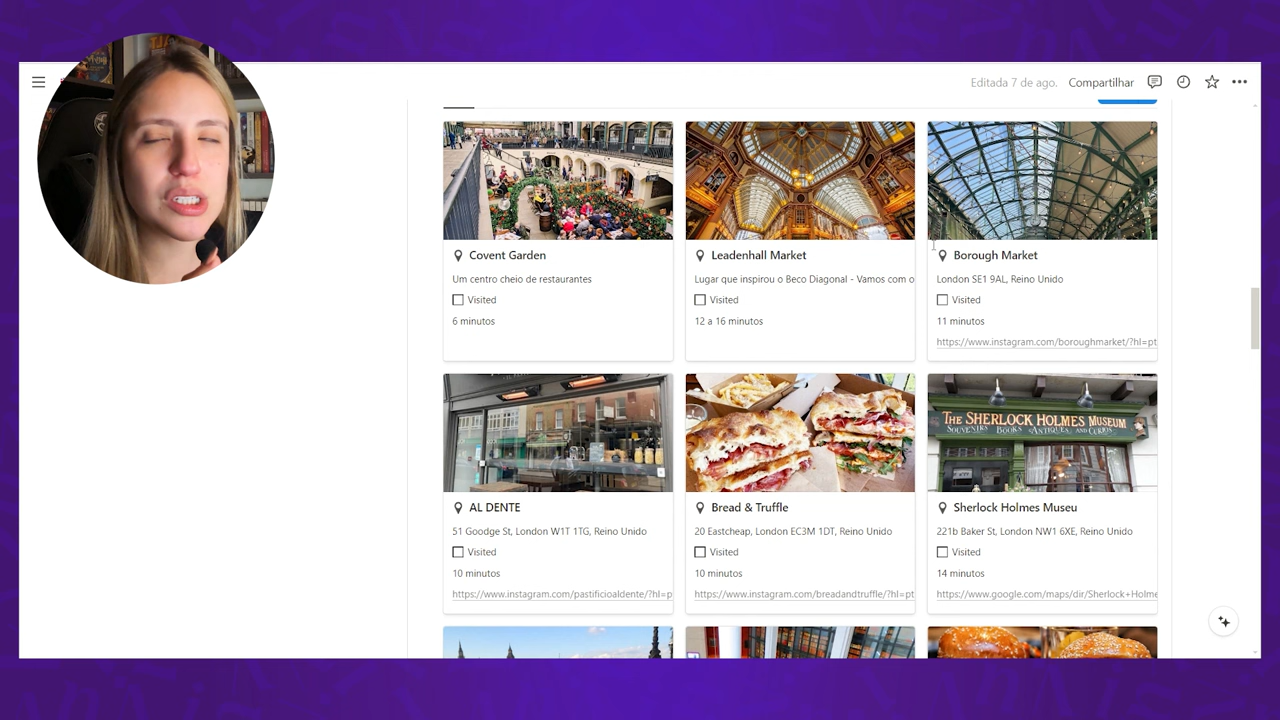 Editada 7 de ago. Compartilhar
Covent Garden
Um centro cheio de restaurantes
Visited
6 minutos
Leadenhall Market
Lugar que inspirou o Beco Diagonal - Vamos com o
Visited
12 a 16 minutos
Borough Market
London SE1 9AL, Reino Unido
Visited
11 minutos
https://www.instagram.com/boroughmarket/?hl=pt
AL DENTE
51 Goodge St, London W1T 1TG, Reino Unido
Visited
10 minutos
https://www.instagram.com/pastificioaldente/?hl=p
Bread & Truffle
20 Eastcheap, London EC3M 1DT, Reino Unido
Visited
10 minutos
https://www.instagram.com/breadandtruffle/?hl=pt
THE SHERLOCK HOLMES MUSEUM
SOUVENIRS BOOKS ANTIQUES AND CURIOS
Sherlock Holmes Museu
221b Baker St, London NW1 6XE, Reino Unido
Visited
14 minutos
https://www.google.com/maps/dir/Sherlock+Holme